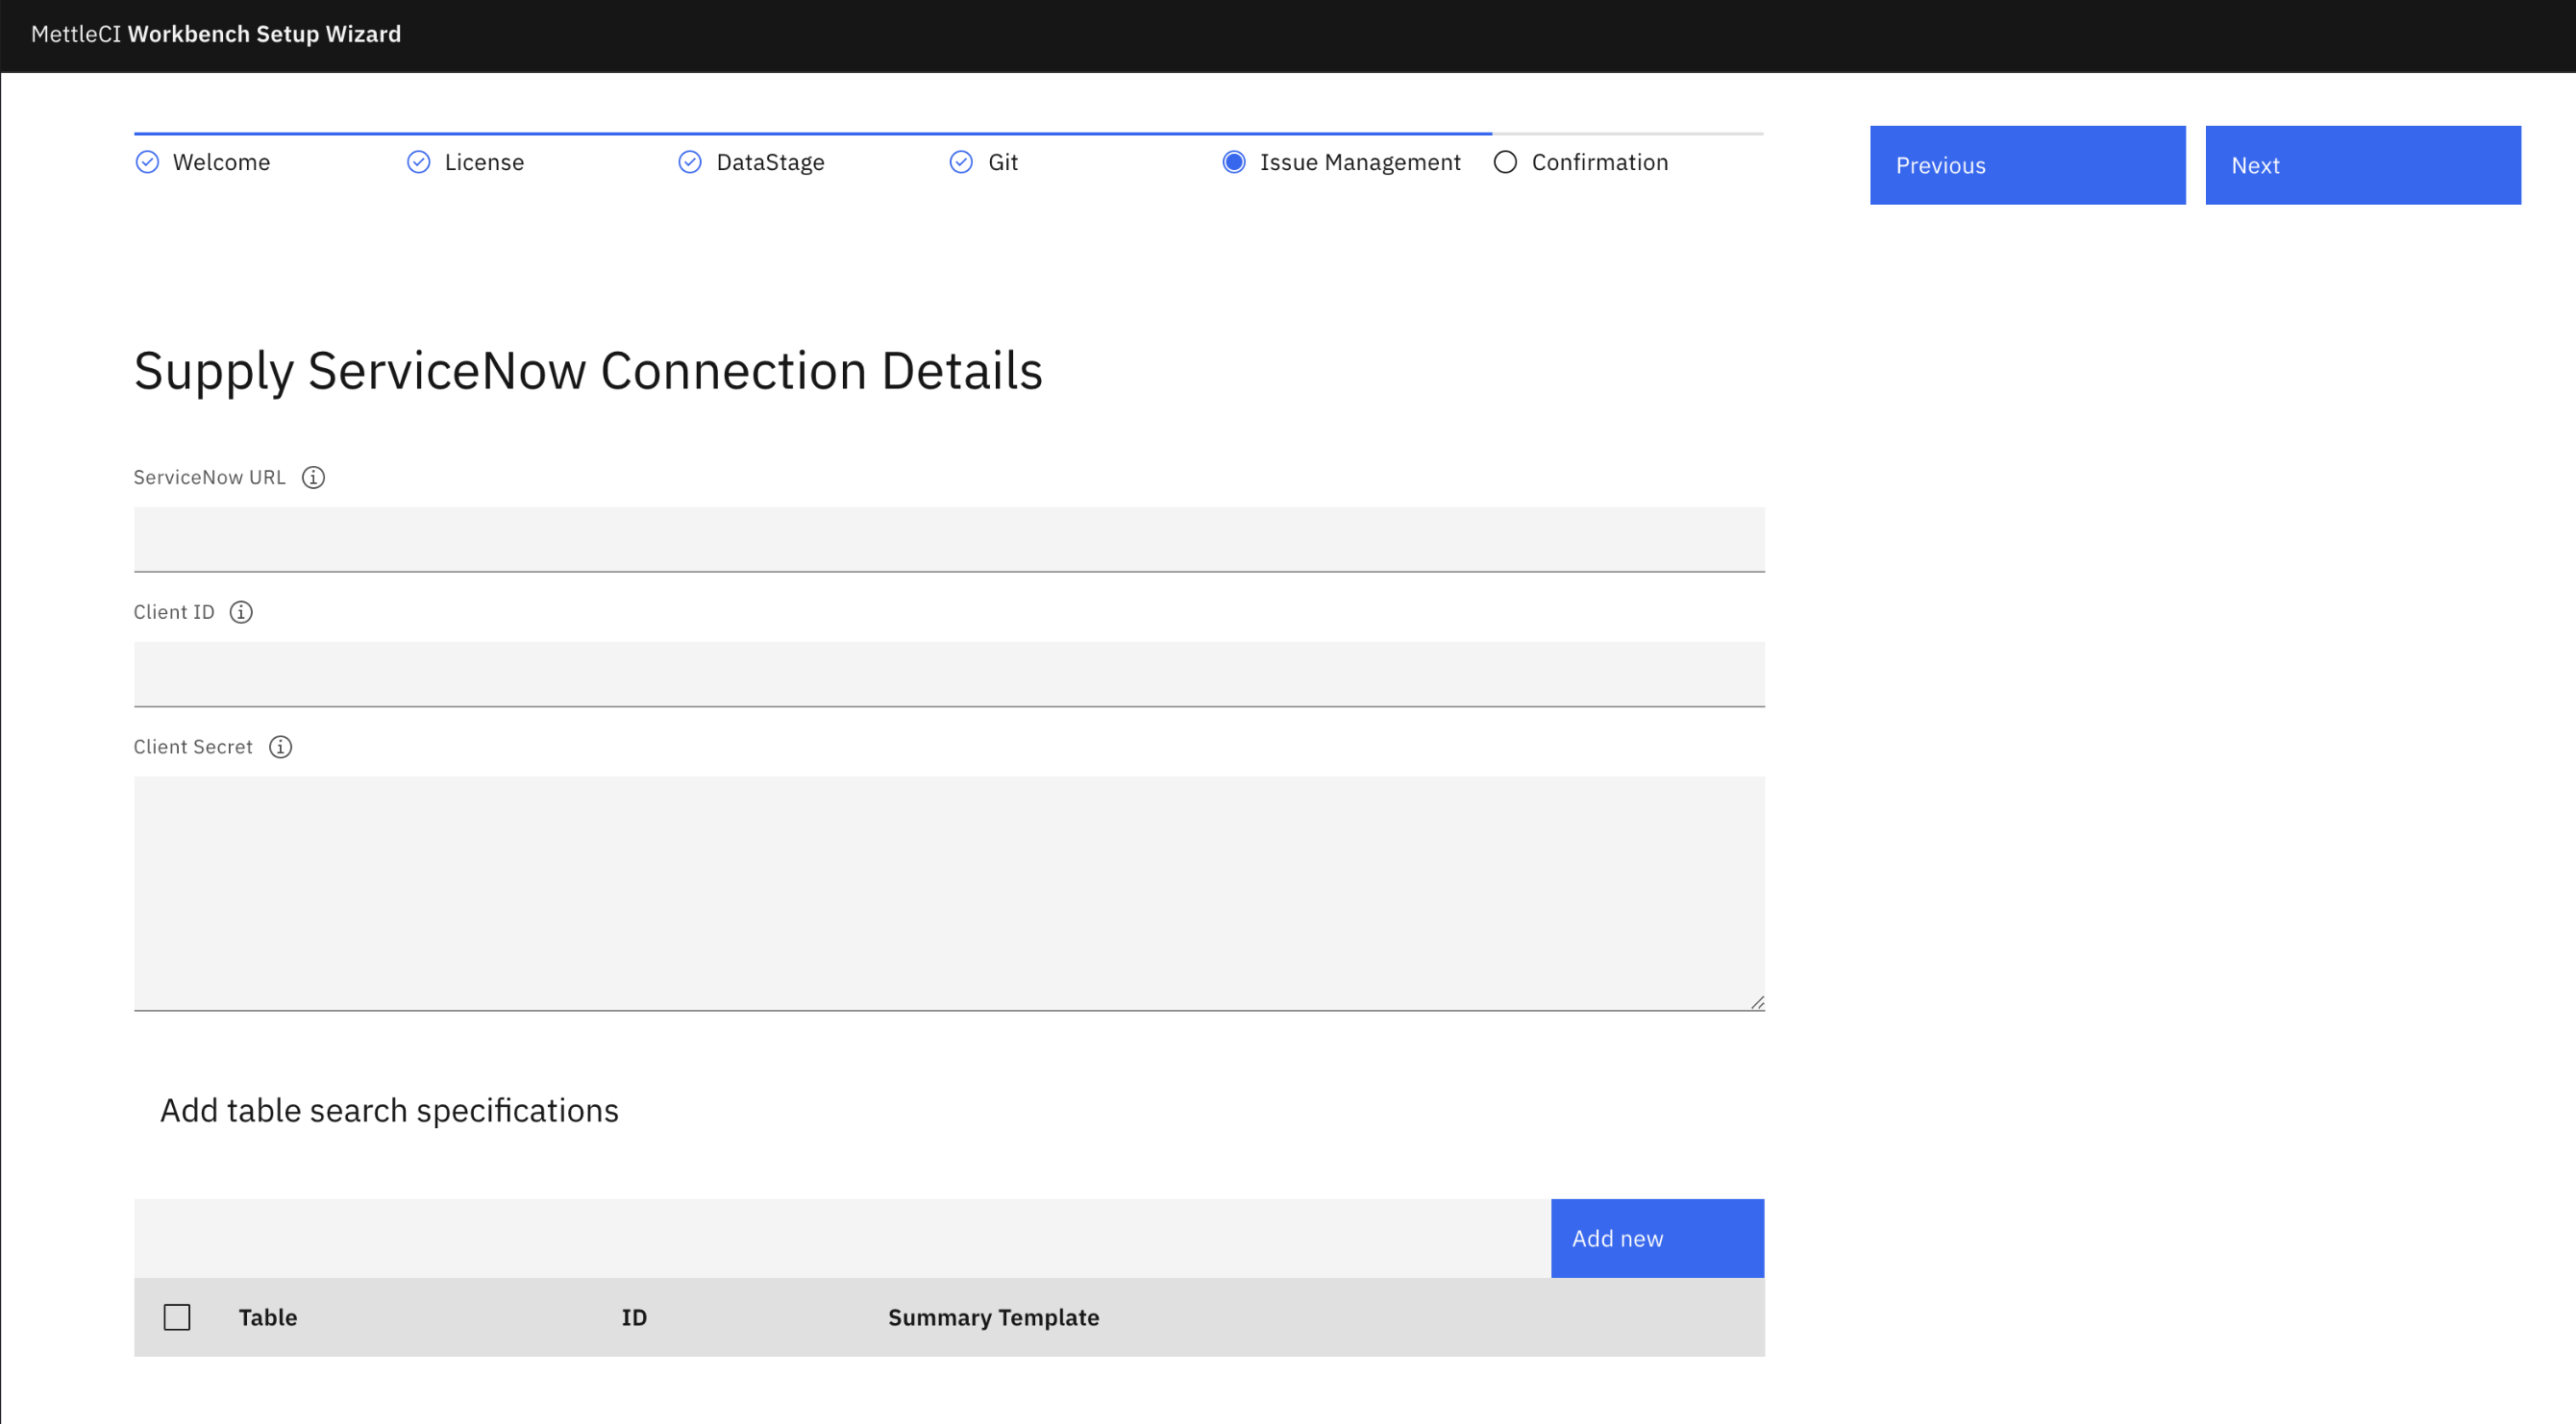 MettleCI Workbench Setup Wizard
Welcome License DataStage Git Issue Management Confirmation
Previous Next
Supply ServiceNow Connection Details
ServiceNow URL
Client ID
Client Secret
Add table search specifications
Add new
Table ID Summary Template